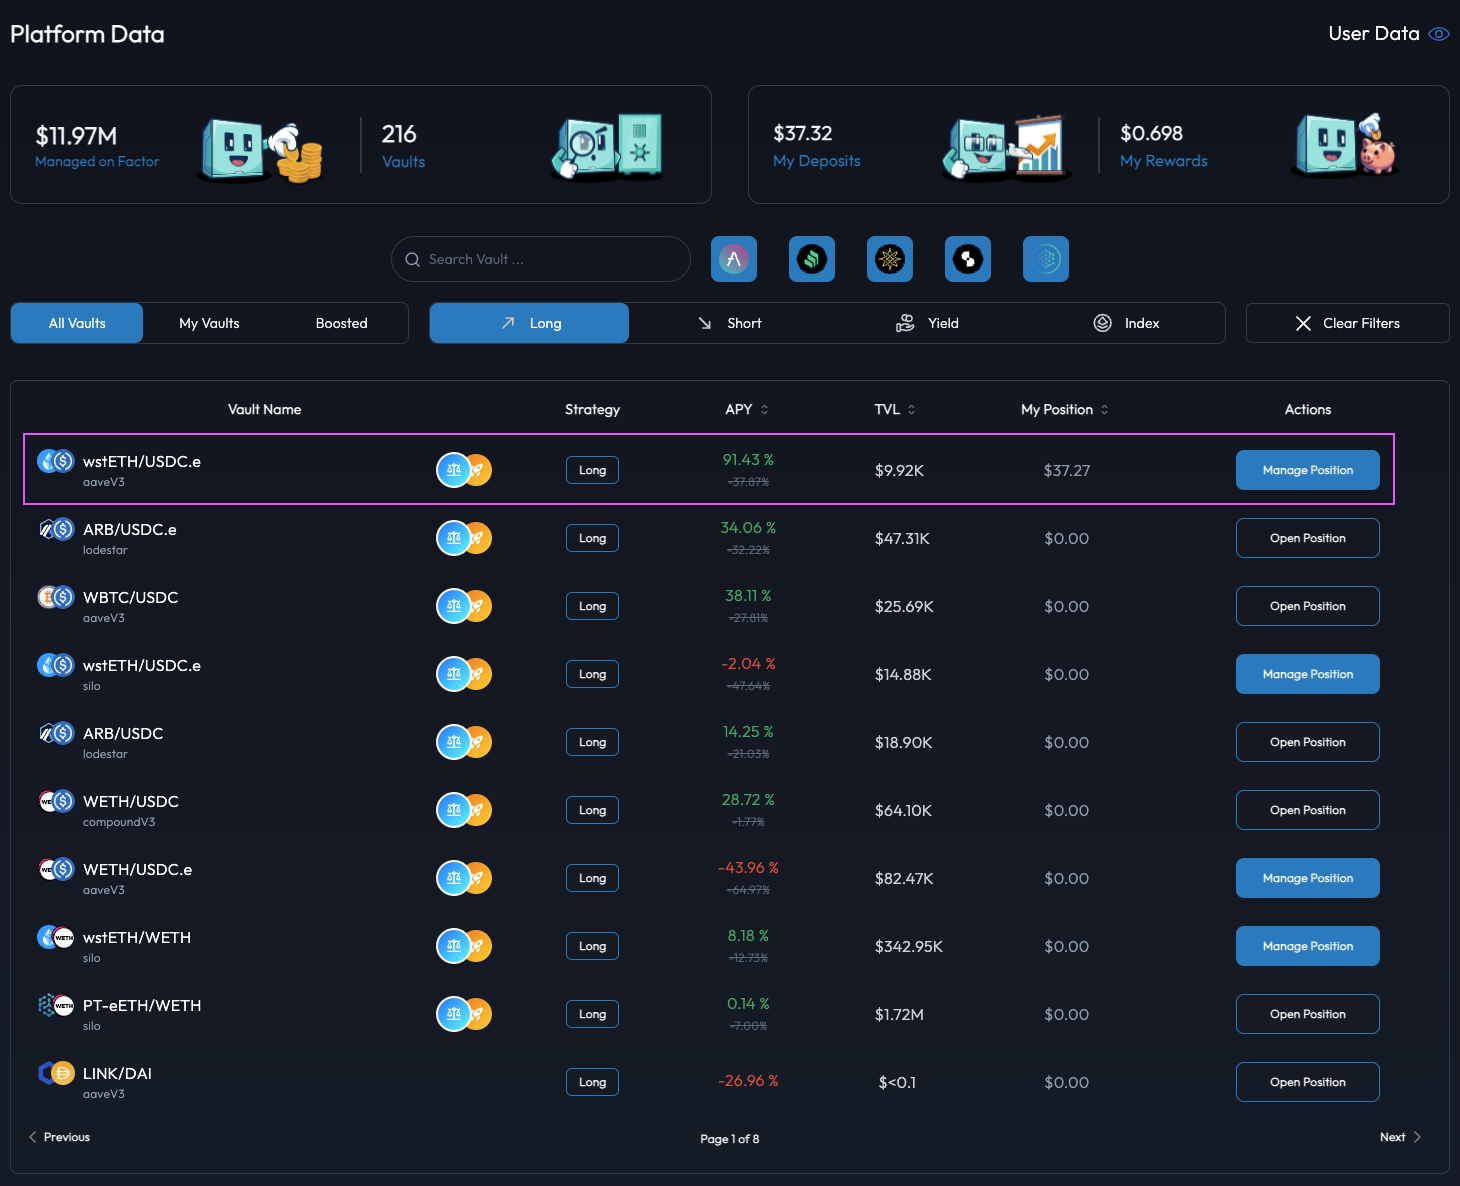 Platform Data
User Data
$11.97M
Managed on Factor
216
Vaults
$37.32
My Deposits
$0.698
My Rewards
Search Vault ...
All Vaults My Vaults Boosted Long Short Yield Index Clear Filters
Vault Name Strategy APY TVL My Position Actions
wstETH/USDC.e
aaveV3
Long
91.43 %
-37.87%
$9.92K
$37.27
Manage Position
ARB/USDC.e
lodestar
Long
34.06 %
-32.22%
$47.31K
$0.00
Open Position
WBTC/USDC
aaveV3
Long
38.11 %
-27.81%
$25.69K
$0.00
Open Position
wstETH/USDC.e
silo
Long
-2.04 %
-47.64%
$14.88K
$0.00
Manage Position
ARB/USDC
lodestar
Long
14.25 %
-21.03%
$18.90K
$0.00
Open Position
WETH/USDC
compoundV3
Long
28.72 %
-1.77%
$64.10K
$0.00
Open Position
WETH/USDC.e
aaveV3
Long
-43.96 %
-64.97%
$82.47K
$0.00
Manage Position
wstETH/WETH
silo
Long
8.18 %
-12.73%
$342.95K
$0.00
Manage Position
PT-eETH/WETH
silo
Long
0.14 %
-7.00%
$1.72M
$0.00
Open Position
LINK/DAI
aaveV3
Long
-26.96 %
$<0.1
$0.00
Open Position
Previous
Page 1 of 8
Next